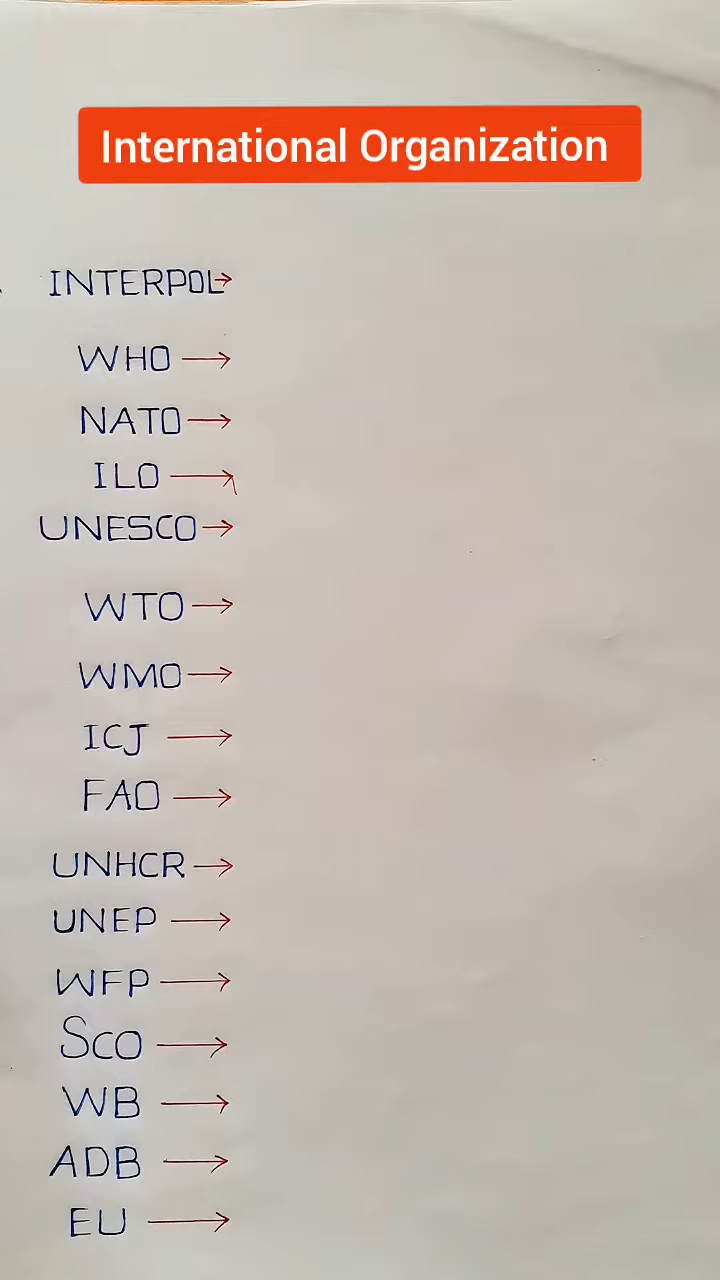 International Organization
INTERPOL→
WHO →
NATO →
ILO →
UNESCO →
WTO →
WMO →
ICJ →
FAO →
UNHCR →
UNEP →
WFP →
SCO →
WB →
ADB →
EU →